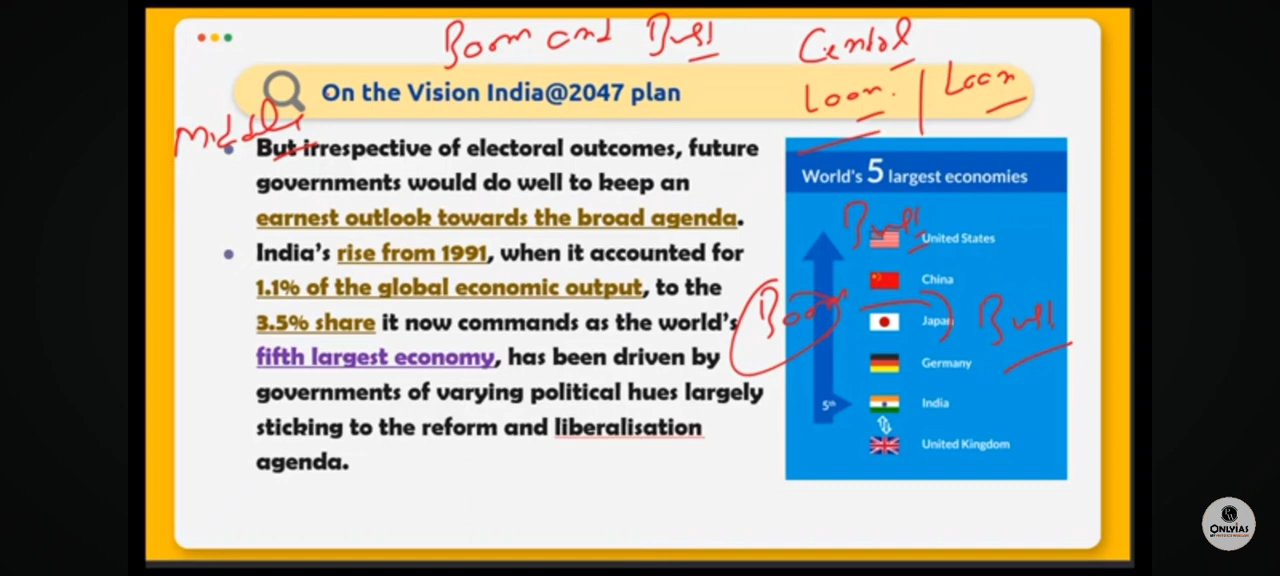 Boom and Bust
Central
Loan. | Loan
On the Vision India@2047 plan
Middle
But irrespective of electoral outcomes, future
governments would do well to keep an
earnest outlook towards the broad agenda.
India's rise from 1991, when it accounted for
1.1% of the global economic output, to the
3.5% share it now commands as the world's
fifth largest economy, has been driven by
governments of varying political hues largely
sticking to the reform and liberalisation
agenda.
World's 5 largest economies
Bust
United States
China
Boom
Japan
Bust
Germany
5th
India
United Kingdom
ONLYIAS